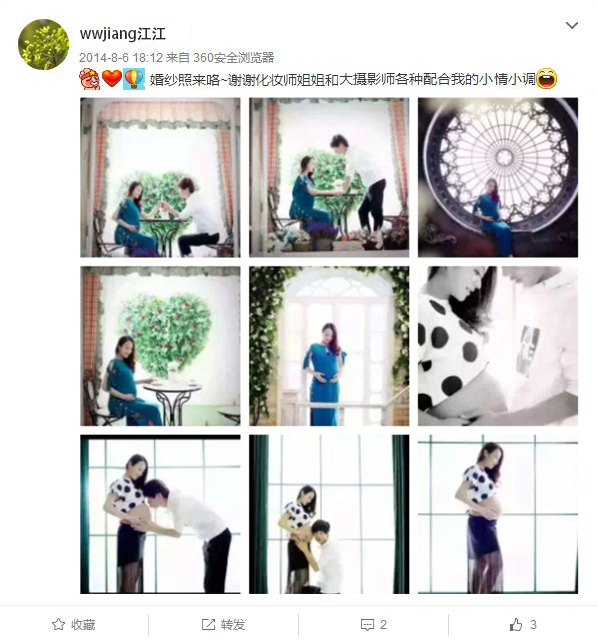 wwjiang江江
2014-8-6 18:12 来自 360安全浏览器
婚纱照来咯~谢谢化妆师姐姐和大摄影师各种配合我的小情小调
收藏 转发 2 3